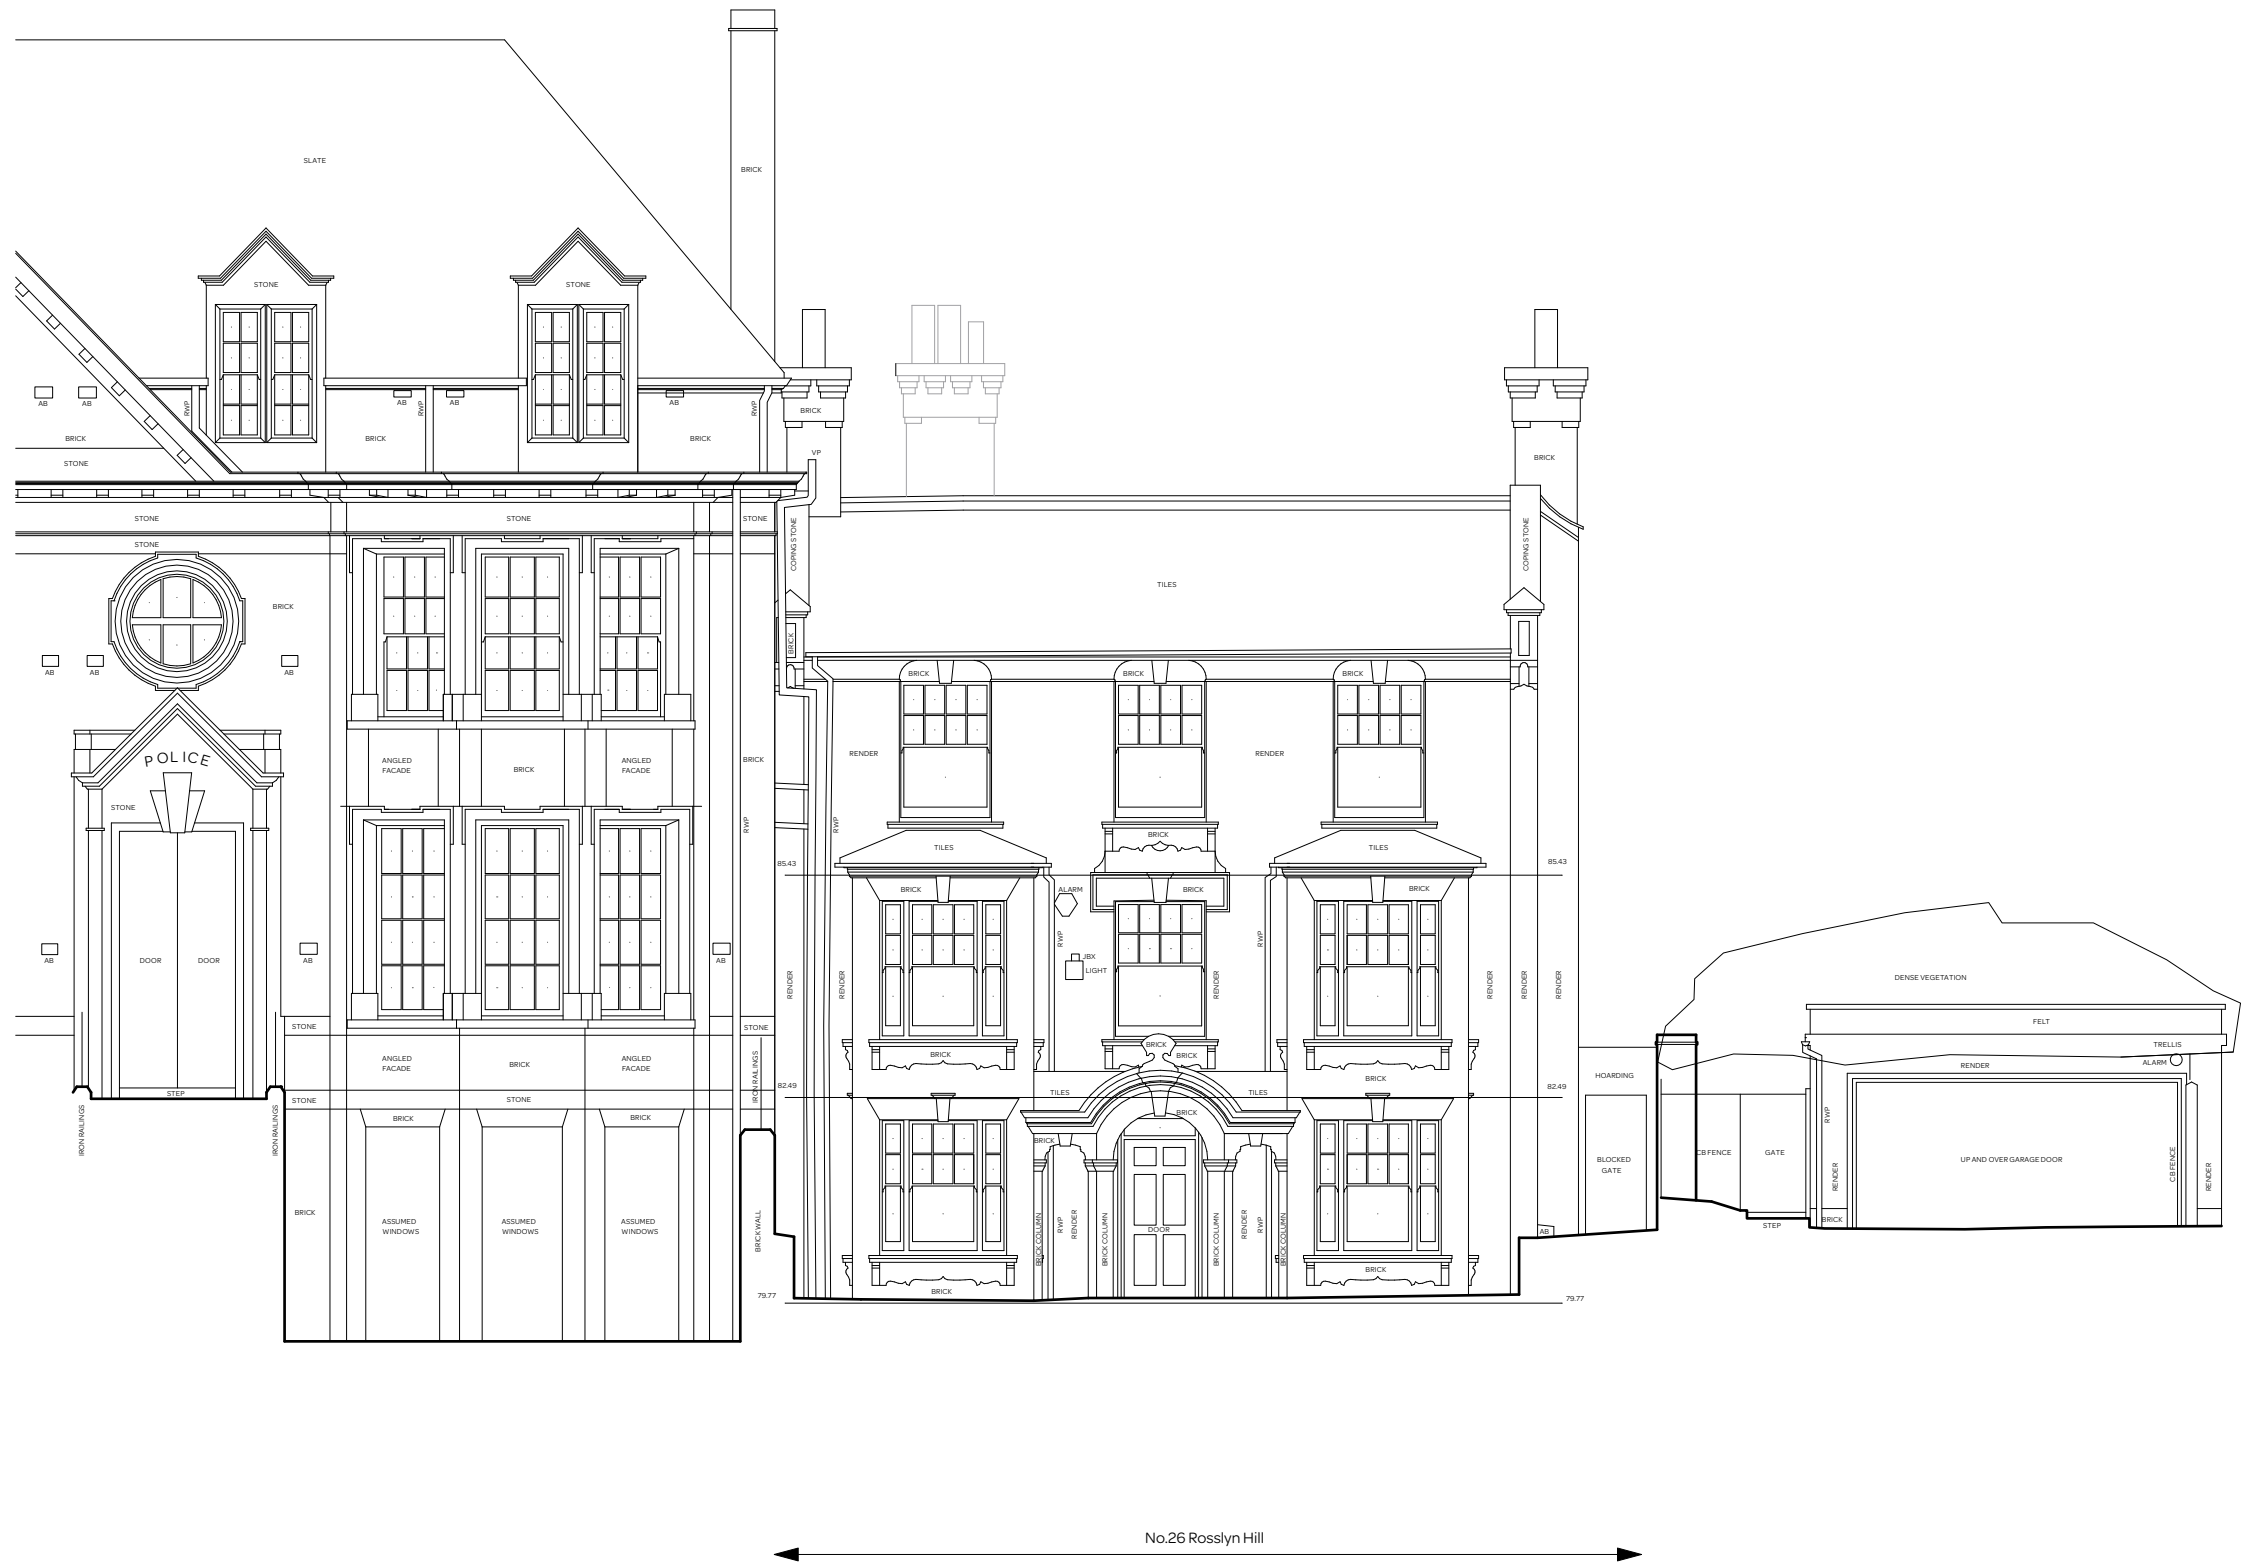 SLATE
BRICK
STONE
STONE
AB
AB
RWP
AB
RWP
AB
AB
RWP
BRICK
BRICK
BRICK
BRICK
STONE
VP
BRICK
STONE
STONE
STONE
STONE
COPING STONE
COPING STONE
TILES
BRICK
BRICK
AB
AB
AB
BRICK
BRICK
BRICK
POLICE
ANGLED
FACADE
BRICK
ANGLED
FACADE
BRICK
RENDER
RENDER
STONE
RWP
RWP
BRICK
TILES
TILES
85.43
85.43
BRICK
ALARM
BRICK
BRICK
RWP
RWP
JBX
LIGHT
DOOR
DOOR
AB
AB
AB
RENDER
RENDER
RENDER
RENDER
RENDER
RENDER
DENSE VEGETATION
FELT
STONE
STONE
BRICK
BRICK
BRICK
TRELLIS
ALARM
RENDER
ANGLED
FACADE
BRICK
ANGLED
FACADE
IRON RAILINGS
BRICK
HOARDING
82.49
82.49
STEP
TILES
TILES
STONE
STONE
BRICK
BRICK
BRICK
IRON RAILINGS
IRON RAILINGS
BRICK
RWP
CB FENCE
GATE
BLOCKED
GATE
UP AND OVER GARAGE DOOR
CB FENCE
RENDER
RENDER
BRICK
ASSUMED
WINDOWS
ASSUMED
WINDOWS
ASSUMED
WINDOWS
BRICK WALL
BRICK COLUMN
RWP
RENDER
BRICK COLUMN
DOOR
BRICK COLUMN
RENDER
RWP
BRICK COLUMN
AB
STEP
BRICK
BRICK
BRICK
79.77
79.77
No.26 Rosslyn Hill